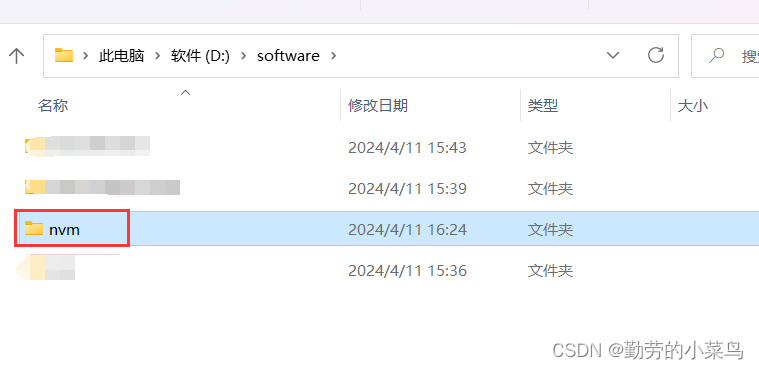 此电脑 软件 (D:) software 搜
名称 修改日期 类型 大小
2024/4/11 15:43 文件夹
2024/4/11 15:39 文件夹
nvm 2024/4/11 16:24 文件夹
2024/4/11 15:36 文件夹
CSDN @勤劳的小菜鸟